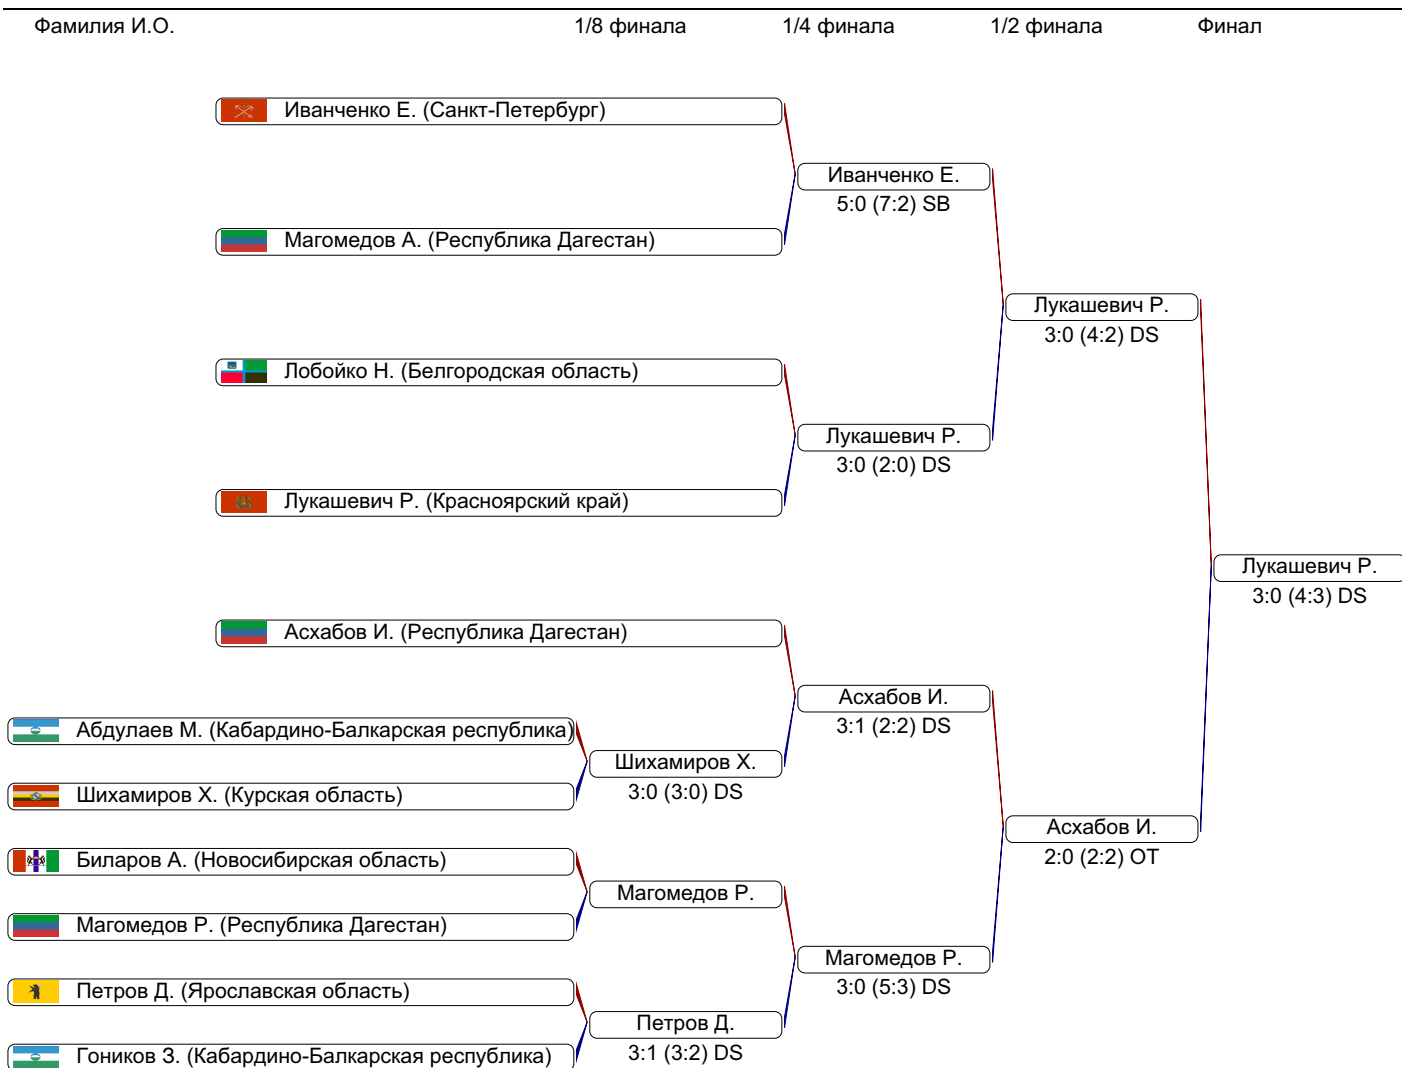 Фамилия И.О. 1/8 финала 1/4 финала 1/2 финала Финал
Иванченко Е. (Санкт-Петербург)
Иванченко Е.
5:0 (7:2) SB
Магомедов А. (Республика Дагестан)
Лукашевич Р.
3:0 (4:2) DS
Лобойко Н. (Белгородская область)
Лукашевич Р.
3:0 (2:0) DS
Лукашевич Р. (Красноярский край)
Лукашевич Р.
3:0 (4:3) DS
Асхабов И. (Республика Дагестан)
Асхабов И.
3:1 (2:2) DS
Абдулаев М. (Кабардино-Балкарская республика)
Шихамиров Х.
3:0 (3:0) DS
Шихамиров Х. (Курская область)
Асхабов И.
2:0 (2:2) OT
Биларов А. (Новосибирская область)
Магомедов Р.
Магомедов Р. (Республика Дагестан)
Магомедов Р.
3:0 (5:3) DS
Петров Д. (Ярославская область)
Петров Д.
3:1 (3:2) DS
Гоников З. (Кабардино-Балкарская республика)